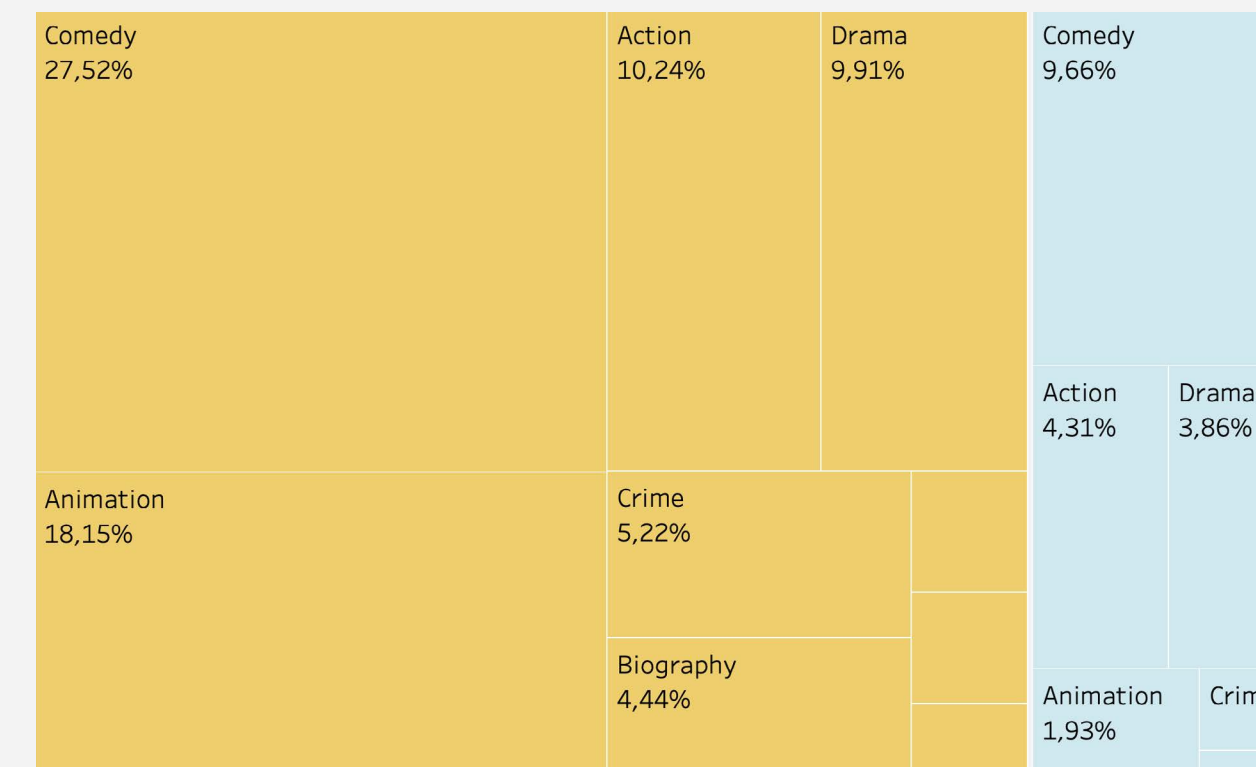 Comedy
27,52%
Action
10,24%
Drama
9,91%
Comedy
9,66%
Animation
18,15%
Crime
5,22%
Biography
4,44%
Action
4,31%
Drama
3,86%
Animation
1,93%